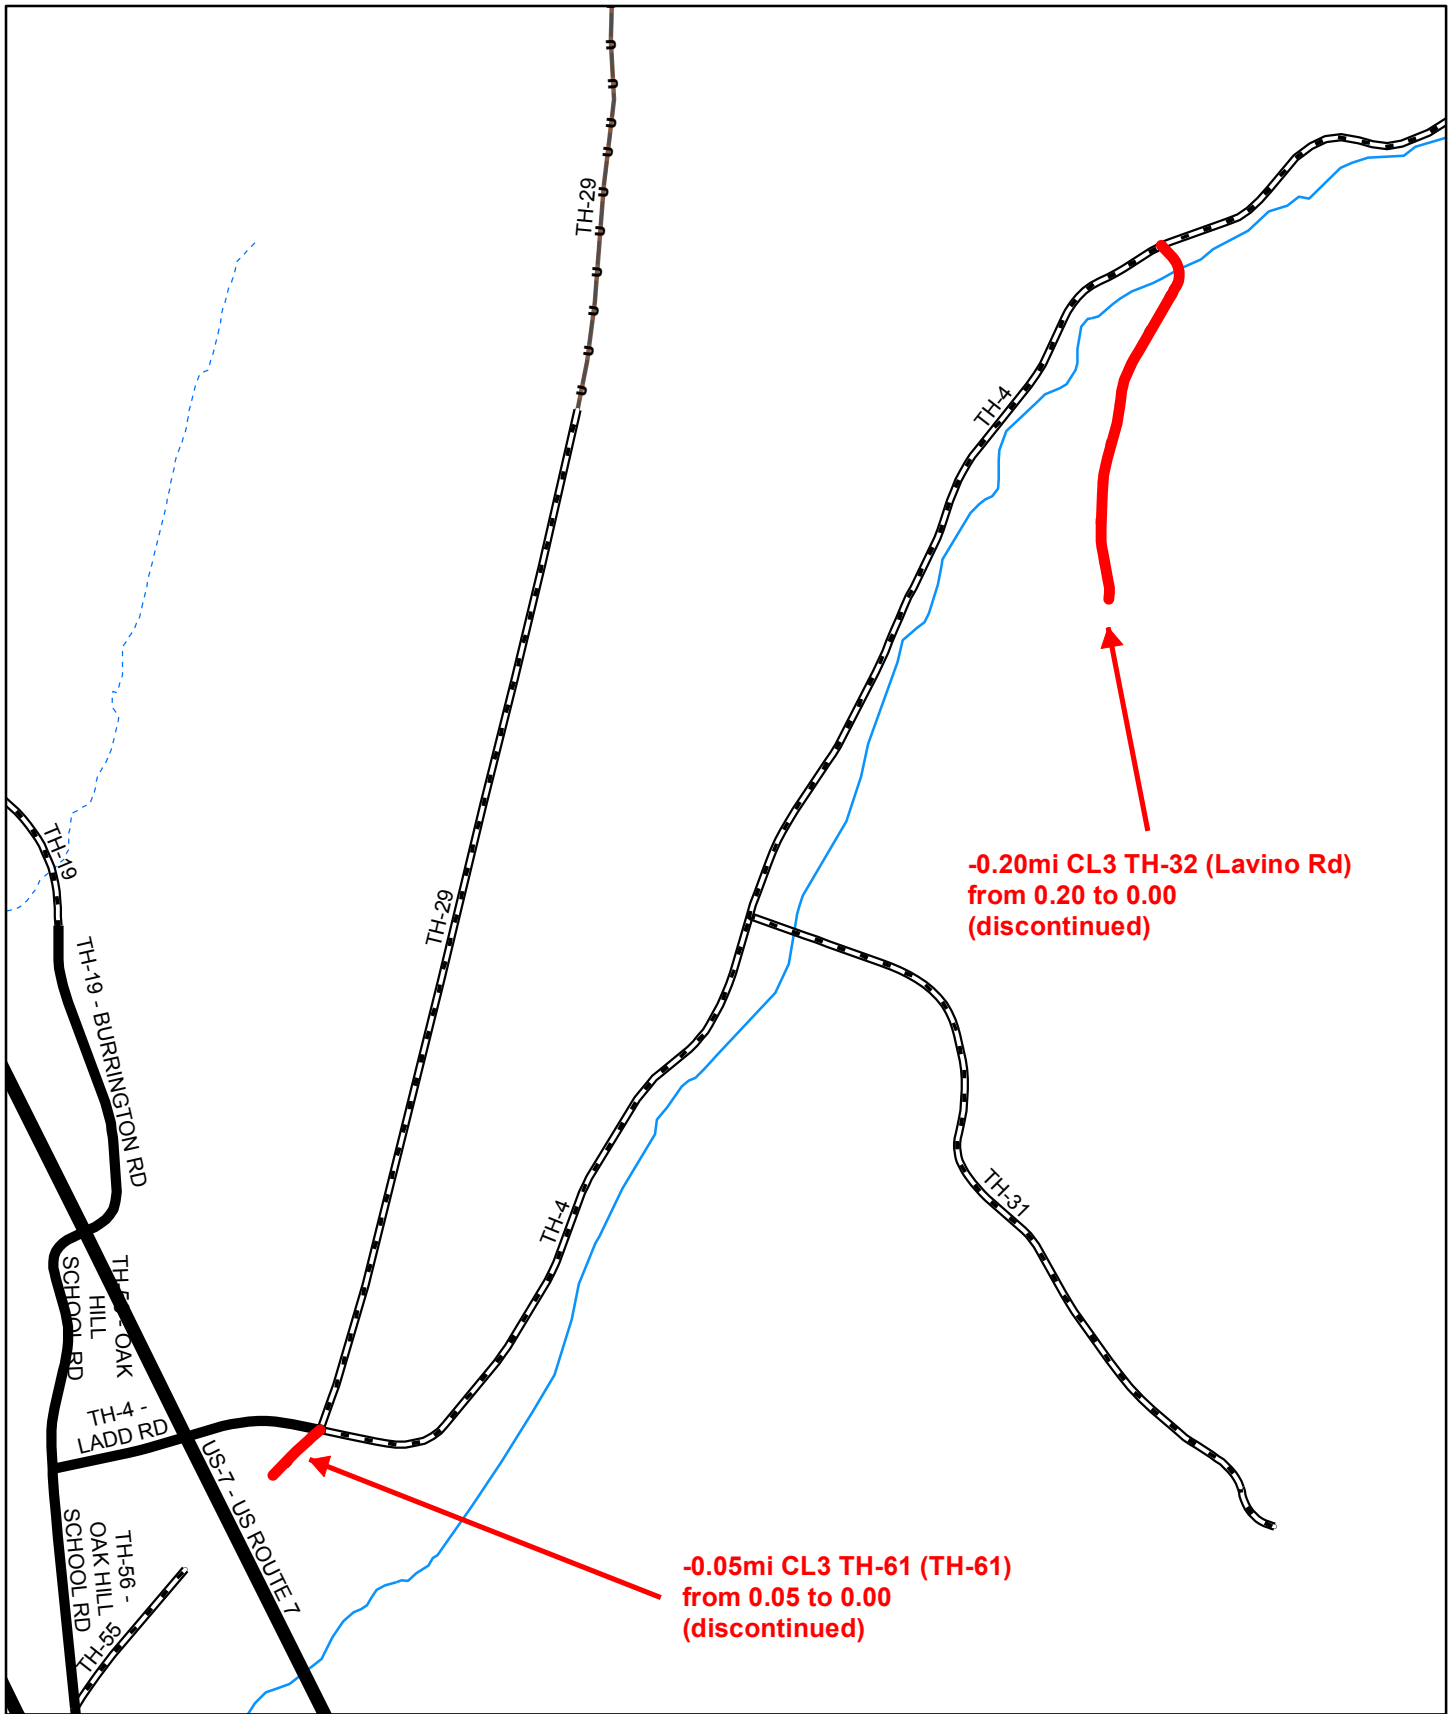 TH-29
TH-4
TH-19
-0.20mi CL3 TH-32 (Lavino Rd)
from 0.20 to 0.00
(discontinued)
TH-29
TH-19 - BURRINGTON RD
TH-31
TH-4
TH-56 - OAK
HILL
SCHOOL RD
TH-4 -
LADD RD
US-7 - US ROUTE 7
TH-56 -
OAK HILL
SCHOOL RD
TH-55
-0.05mi CL3 TH-61 (TH-61)
from 0.05 to 0.00
(discontinued)